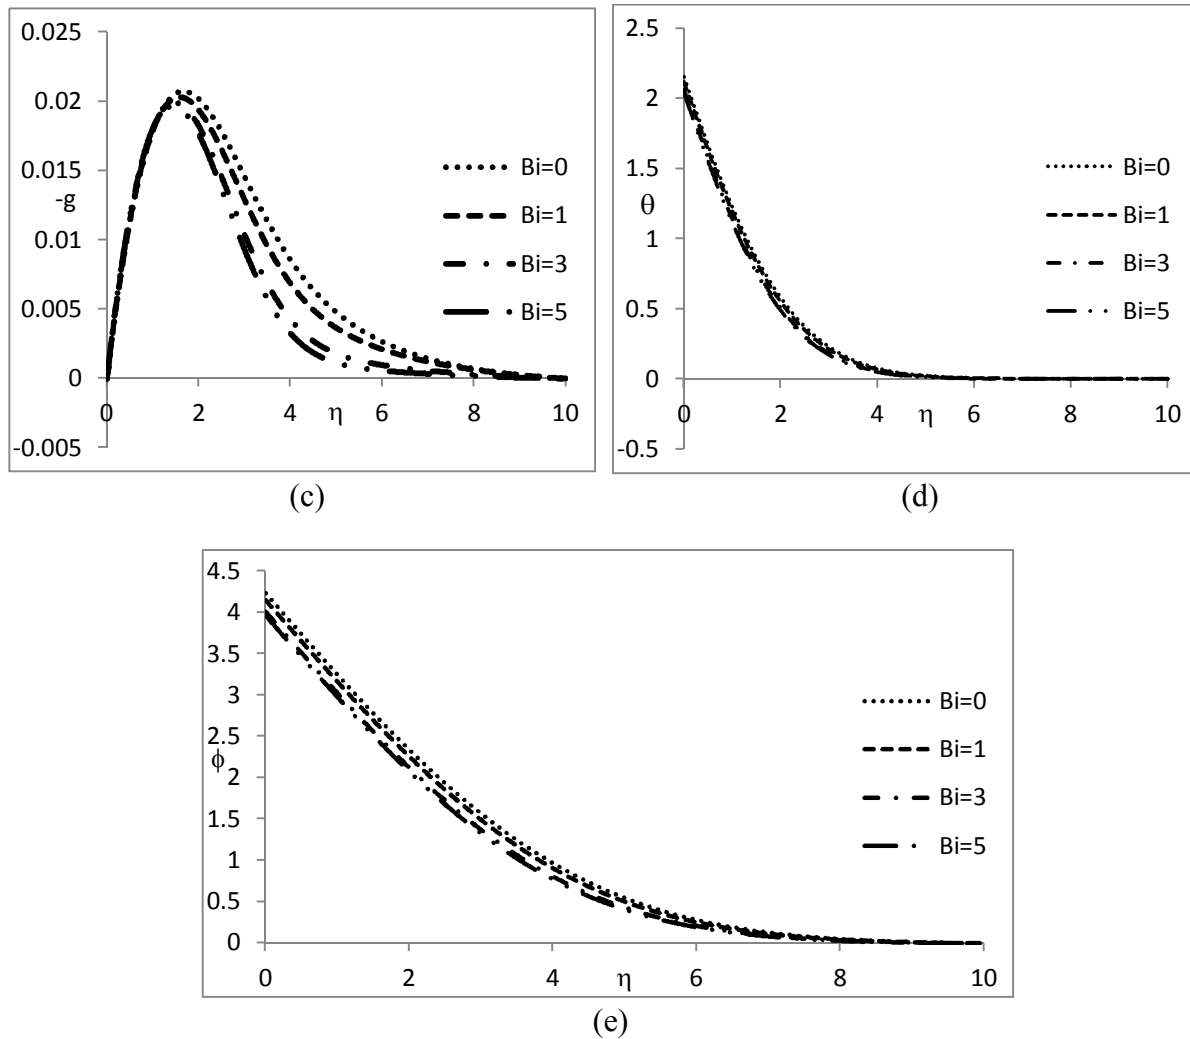 0.025
0.02
0.015
-g
0.01
0.005
0
-0.005
0 2 4 η 6 8 10
Bi=0
Bi=1
Bi=3
Bi=5
(c)
2.5
2
1.5
θ
1
0.5
0
-0.5
0 2 4 η 6 8 10
Bi=0
Bi=1
Bi=3
Bi=5
(d)
4.5
4
3.5
3
2.5
ϕ
2
1.5
1
0.5
0
0 2 4 η 6 8 10
Bi=0
Bi=1
Bi=3
Bi=5
(e)